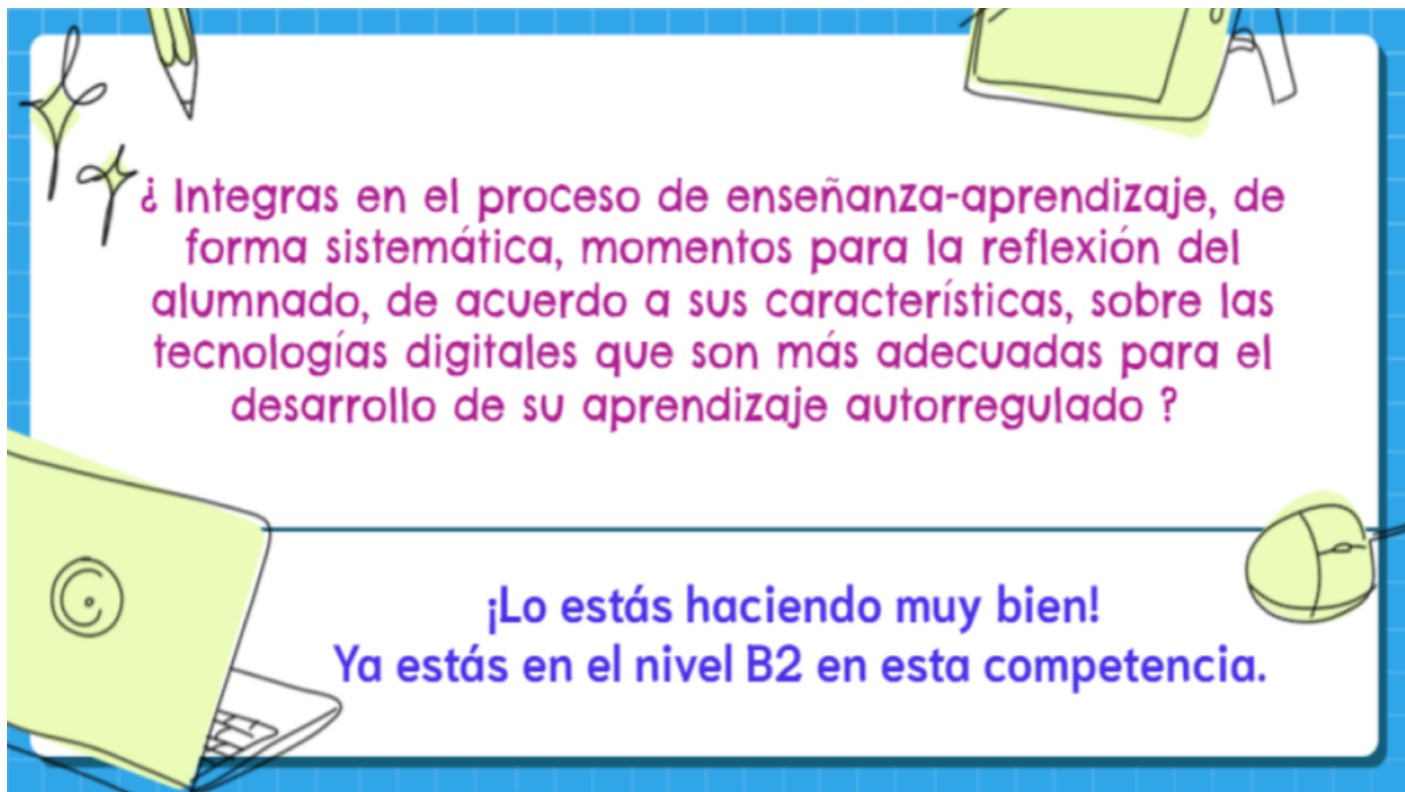 ¿ Integras en el proceso de enseñanza-aprendizaje, de
forma sistemática, momentos para la reflexión del
alumnado, de acuerdo a sus características, sobre las
tecnologías digitales que son más adecuadas para el
desarrollo de su aprendizaje autorregulado ?
¡Lo estás haciendo muy bien!
Ya estás en el nivel B2 en esta competencia.